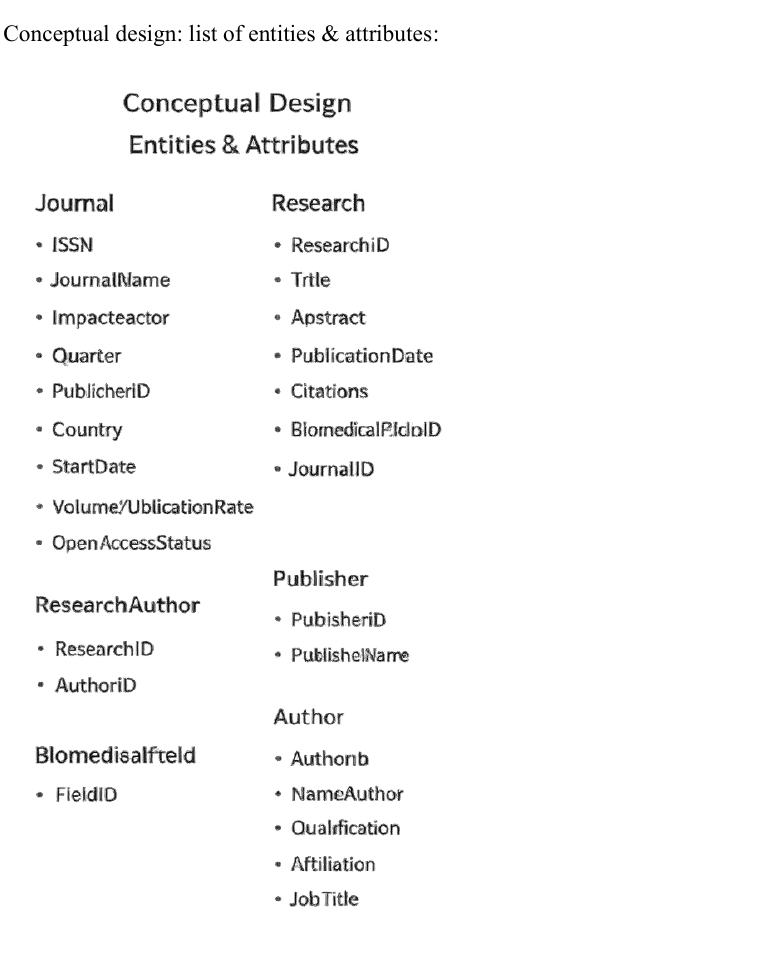 Conceptual design: list of entities & attributes:
Conceptual Design
Entities & Attributes
Journal
• ISSN
• JournalName
• Impacteactor
• Quarter
• PublicherID
• Country
• StartDate
• Volume/UblicationRate
• OpenAccessStatus
ResearchAuthor
• ResearchID
• AuthoriD
Blomedisalfteld
• FieldID
Research
• ResearchiD
• Trtle
• Apstract
• PublicationDate
• Citations
• JournalID
Publisher
• PubisheriD
• PublishelName
Author
• Authorıb
• NameAuthor
• Qualrfication
• Aftiliation
• JobTitle